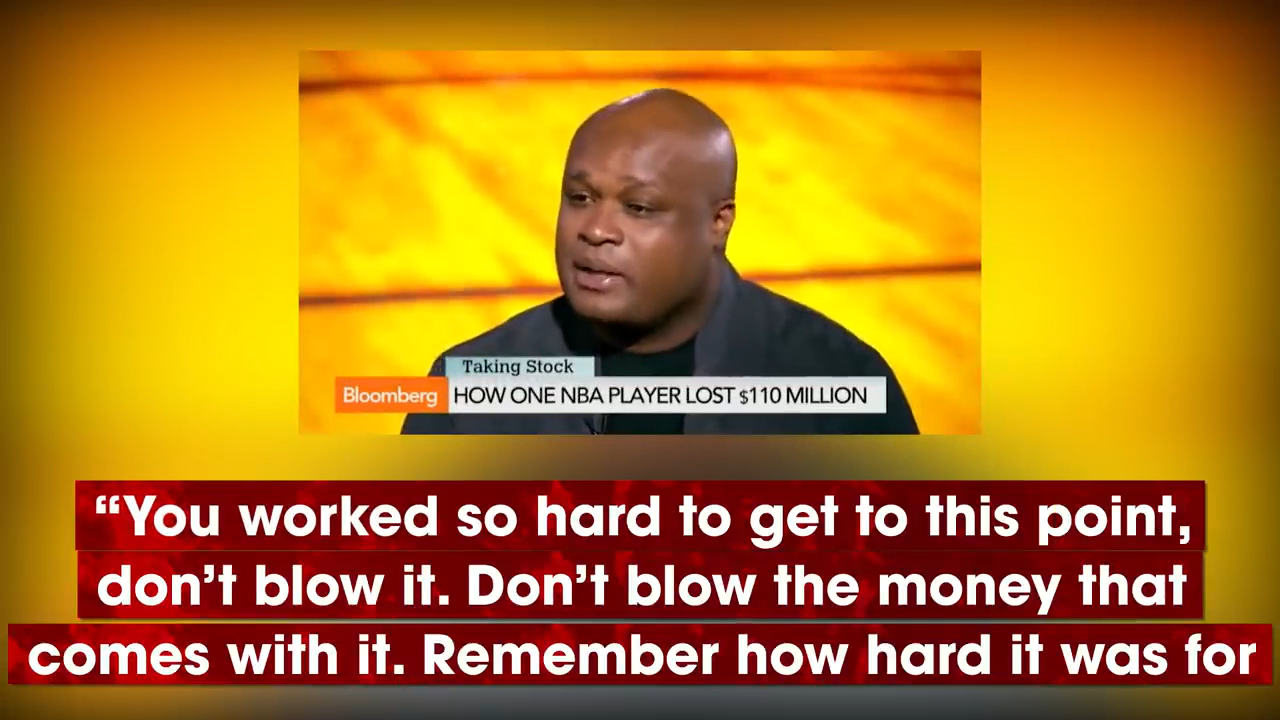 Taking Stock
Bloomberg HOW ONE NBA PLAYER LOST $110 MILLION
“You worked so hard to get to this point,
don’t blow it. Don’t blow the money that
comes with it. Remember how hard it was for